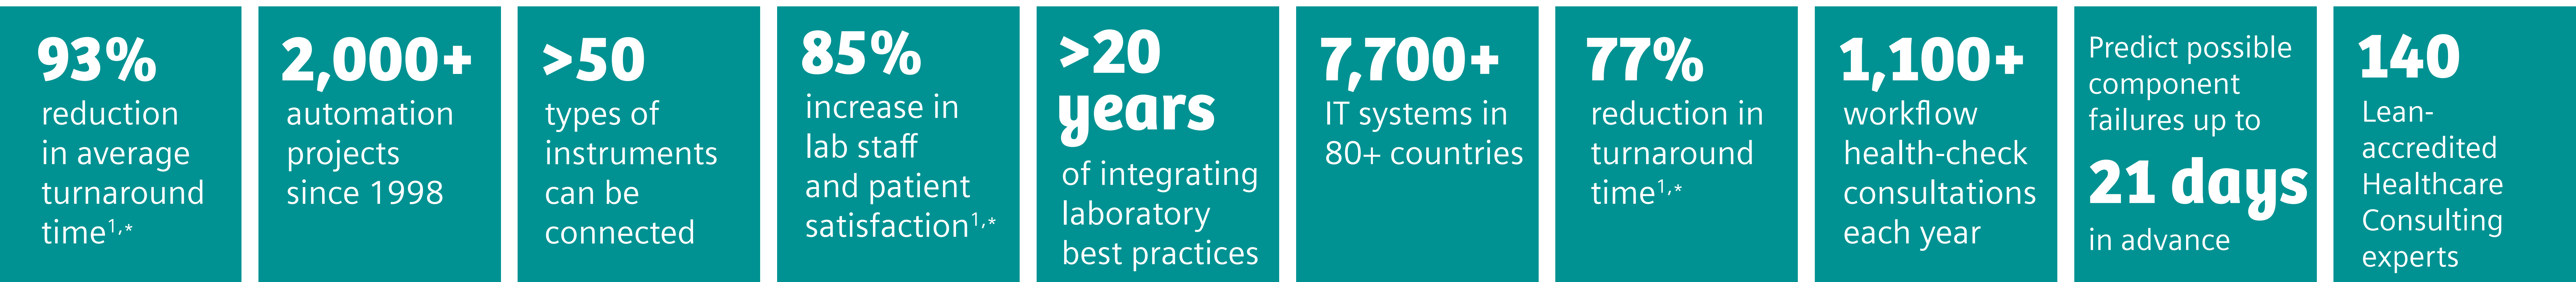 93%
reduction
in average
turnaround
time¹,*
2,000+
automation
projects
since 1998
>50
types of
instruments
can be
connected
85%
increase in
lab staff
and patient
satisfaction¹,*
>20
years
of integrating
laboratory
best practices
7,700+
IT systems in
80+ countries
77%
reduction in
turnaround
time¹,*
1,100+
workflow
health-check
consultations
each year
Predict possible
component
failures up to
21 days
in advance
140
Lean-
accredited
Healthcare
Consulting
experts